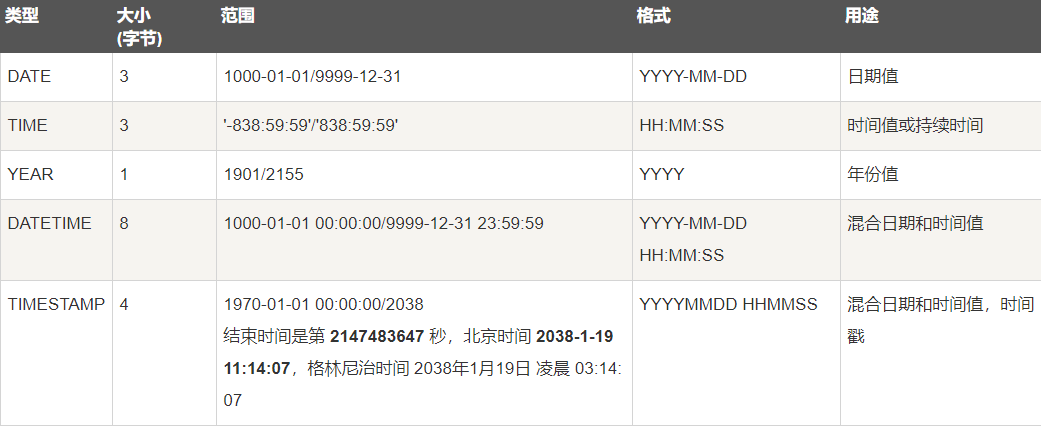 类型 大小 范围 格式 用途
(字节)
DATE 3 1000-01-01/9999-12-31 YYYY-MM-DD 日期值
TIME 3 '-838:59:59'/'838:59:59' HH:MM:SS 时间值或持续时间
YEAR 1 1901/2155 YYYY 年份值
DATETIME 8 1000-01-01 00:00:00/9999-12-31 23:59:59 YYYY-MM-DD 混合日期和时间值
HH:MM:SS
TIMESTAMP 4 1970-01-01 00:00:00/2038 YYYYMMDD HHMMSS 混合日期和时间值，时间
结束时间是第 2147483647 秒，北京时间 2038-1-19 戳
11:14:07，格林尼治时间 2038年1月19日 凌晨 03:14:
07